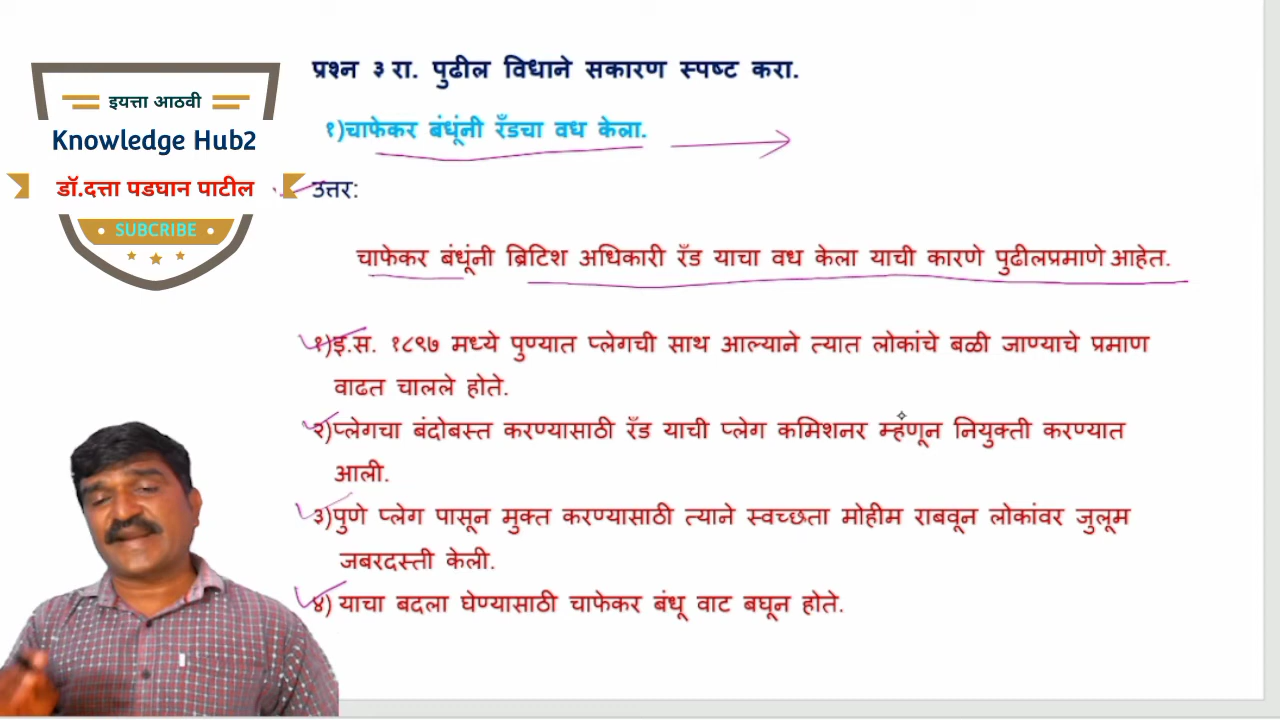 प्रश्न ३ रा. पुढील विधाने सकारण स्पष्ट करा.
इयत्ता आठवी
Knowledge Hub2
डॉ.दत्ता पडघान पाटील
SUBCRIBE
१)चाफेकर बंधूंनी रँडचा वध केला.
उत्तर:
चाफेकर बंधूंनी ब्रिटिश अधिकारी रँड याचा वध केला याची कारणे पुढीलप्रमाणे आहेत.
१)इ.स. १८९७ मध्ये पुण्यात प्लेगची साथ आल्याने त्यात लोकांचे बळी जाण्याचे प्रमाण
वाढत चालले होते.
२)प्लेगचा बंदोबस्त करण्यासाठी रँड याची प्लेग कमिशनर म्हणून नियुक्ती करण्यात
आली.
३)पुणे प्लेग पासून मुक्त करण्यासाठी त्याने स्वच्छता मोहीम राबवून लोकांवर जुलूम
जबरदस्ती केली.
४) याचा बदला घेण्यासाठी चाफेकर बंधू वाट बघून होते.